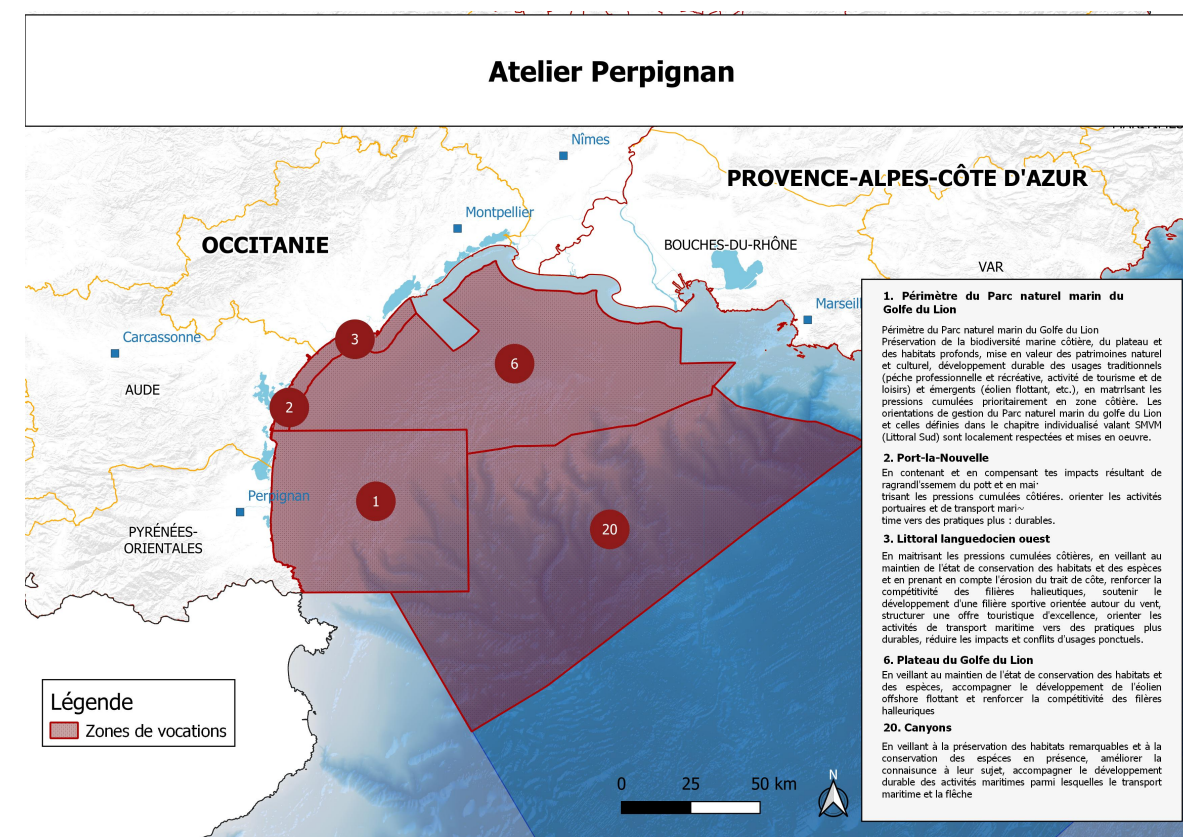 Atelier Perpignan
Nîmes
PROVENCE-ALPES-CÔTE D'AZUR
Montpellier
OCCITANIE
BOUCHES-DU-RHÔNE
VAR
Marseill
Carcassonne
AUDE
Perpignan
PYRÉNÉES-
ORIENTALES
1
2
3
6
20
1. Périmètre du Parc naturel marin du
Golfe du Lion
Périmètre du Parc naturel marin du Golfe du Lion
Préservation de la biodiversité marine côtière, du plateau et
des habitats profonds, mise en valeur des patrimoines naturel
et culturel, développement durable des usages traditionnels
(péche professionnelle et récréative, activité de tourisme et de
loisirs) et émergents (éolien flottant, etc.), en matrrlsant les
pressions cumulées prioritairement en zone côtière. Les
orientations de gestion du Parc naturel marin du golfe du Lion
et celles définies dans le chapitre individualisé valant SMVM
(Littoral Sud) sont localement respectées et mises en oeuvre.
2. Port-la-Nouvelle
En contenant et en compensant tes impacts résultant de
ragrandl'ssemem du pott et en mai·
trisant les pressions cumulées côtiéres. orienter les activités
portuaires et de transport mari~
time vers des pratiques plus : durables.
3. Littoral languedocien ouest
En maitrisant les pressions cumulées côtières, en veillant au
maintien de l'état de conservation des habitats et des espèces
et en prenant en compte l'érosion du trait de côte, renforcer la
compétitivité des filières halieutiques, soutenir le
développement d'une filière sportive orientée autour du vent,
structurer une offre touristique d'excellence, orienter les
activités de transport maritime vers des pratiques plus
durables, réduire les impacts et conflits d'usages ponctuels.
6. Plateau du Golfe du Lion
En veillant au maintien de l'état de conservation des habitats et
des espèces, accompagner le développement de l'éolien
offshore flottant et renforcer la compétitivité des filères
halleuriques
20. Canyons
En veillant à la préservation des habitats remarquables et à la
conservation des espéces en présence, améliorer la
connaisunce à leur sujet, accompagner le développement
durable des activités maritimes parmi lesquelles le transport
maritime et la flêche
Légende
Zones de vocations
0 25 50 km
N